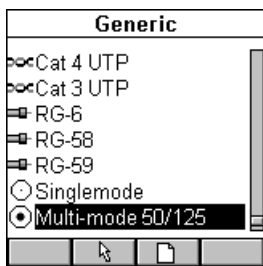 Generic
Cat 4 UTP
Cat 3 UTP
RG-6
RG-58
RG-59
Singlemode
Multi-mode 50/125